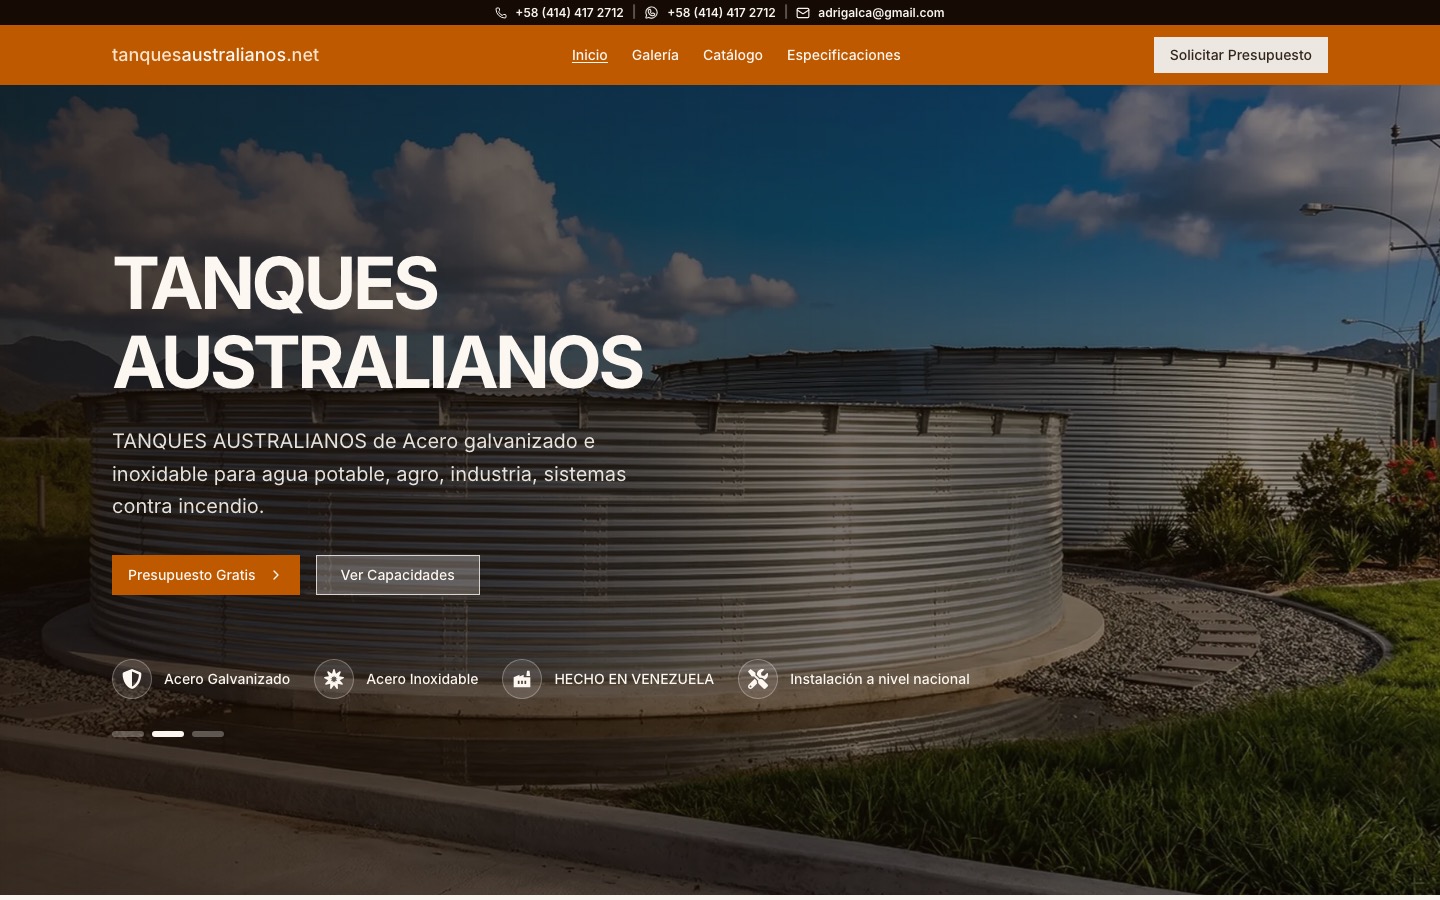 +58 (414) 417 2712 | +58 (414) 417 2712 | adrigalca@gmail.com
tanquesaustralianos.net
Inicio Galería Catálogo Especificaciones
Solicitar Presupuesto
TANQUES
AUSTRALIANOS
TANQUES AUSTRALIANOS de Acero galvanizado e
inoxidable para agua potable, agro, industria, sistemas
contra incendio.
Presupuesto Gratis
Ver Capacidades
Acero Galvanizado
Acero Inoxidable
HECHO EN VENEZUELA
Instalación a nivel nacional